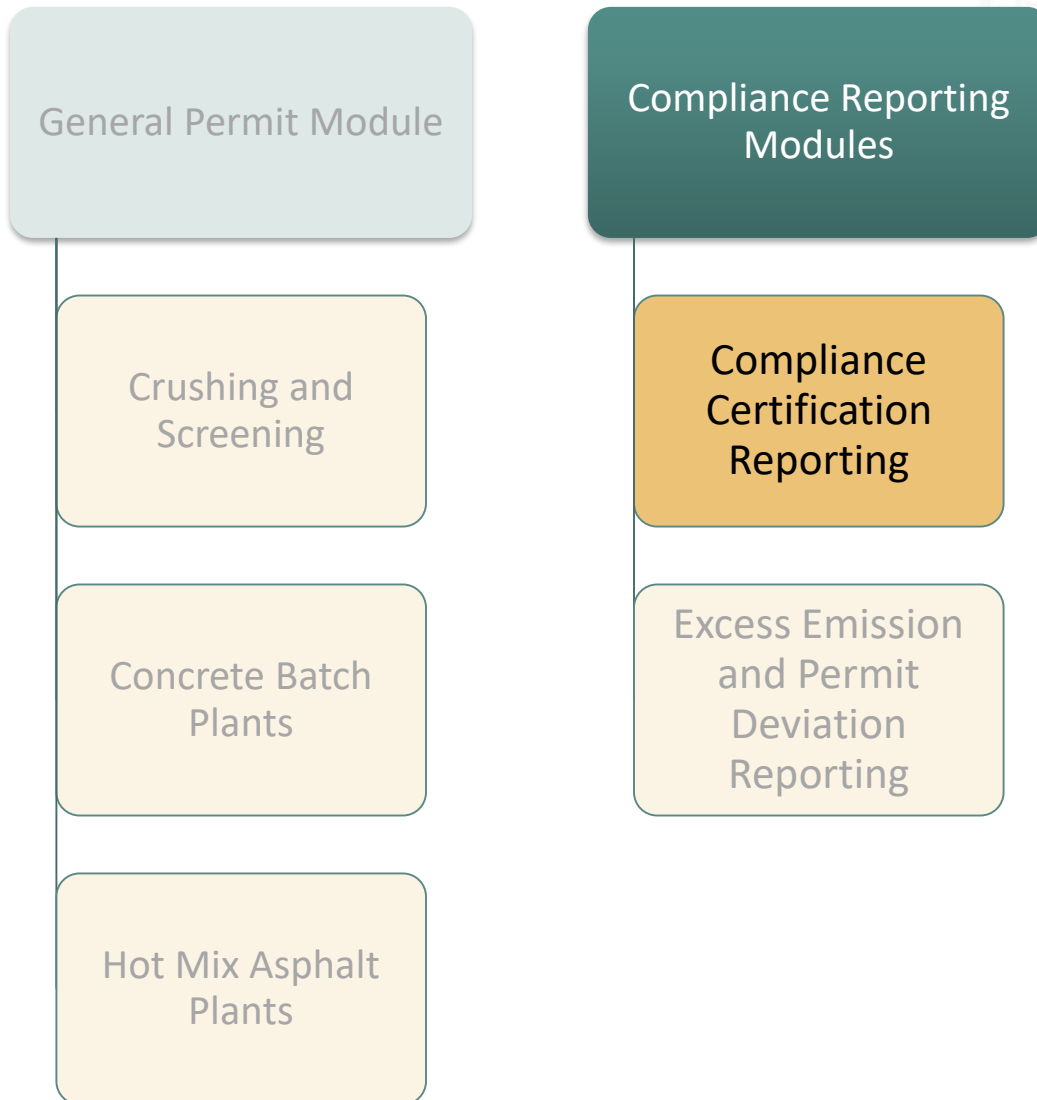 General Permit Module
Crushing and
Screening
Concrete Batch
Plants
Hot Mix Asphalt
Plants
Compliance Reporting
Modules
Compliance
Certification
Reporting
Excess Emission
and Permit
Deviation
Reporting